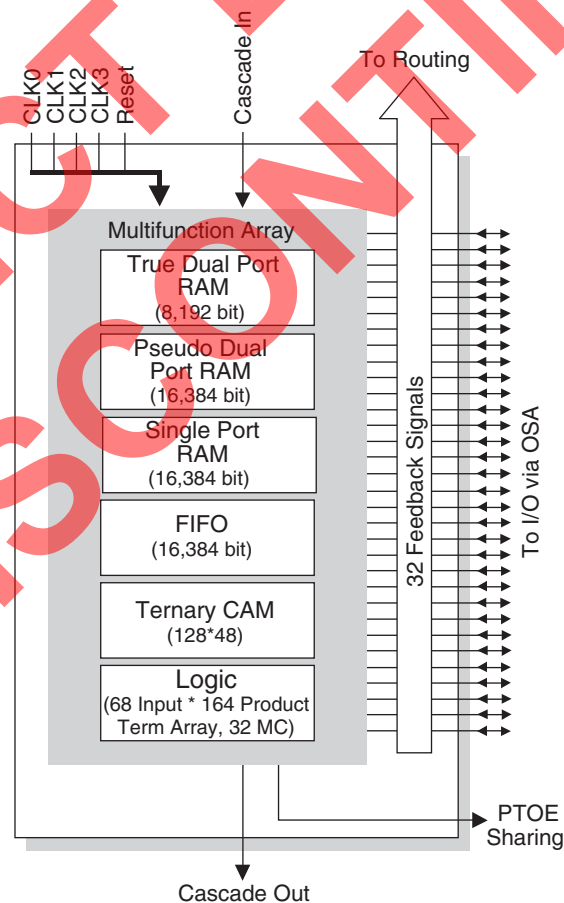 To Routing
CLK0
CLK1
CLK2
CLK3
Reset
Cascade In
Multifunction Array
True Dual Port
RAM
(8,192 bit)
Pseudo Dual
Port RAM
(16,384 bit)
Single Port
RAM
(16,384 bit)
FIFO
(16,384 bit)
Ternary CAM
(128*48)
Logic
(68 Input * 164 Product
Term Array, 32 MC)
32 Feedback Signals
To I/O via OSA
PTOE
Sharing
Cascade Out